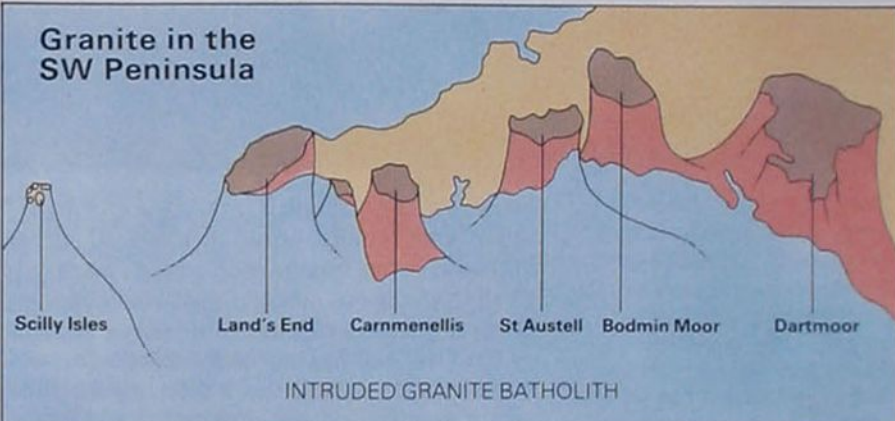 Granite in the
SW Peninsula
Scilly Isles
Land's End
Carnmenellis
St Austell
Bodmin Moor
Dartmoor
INTRUDED GRANITE BATHOLITH